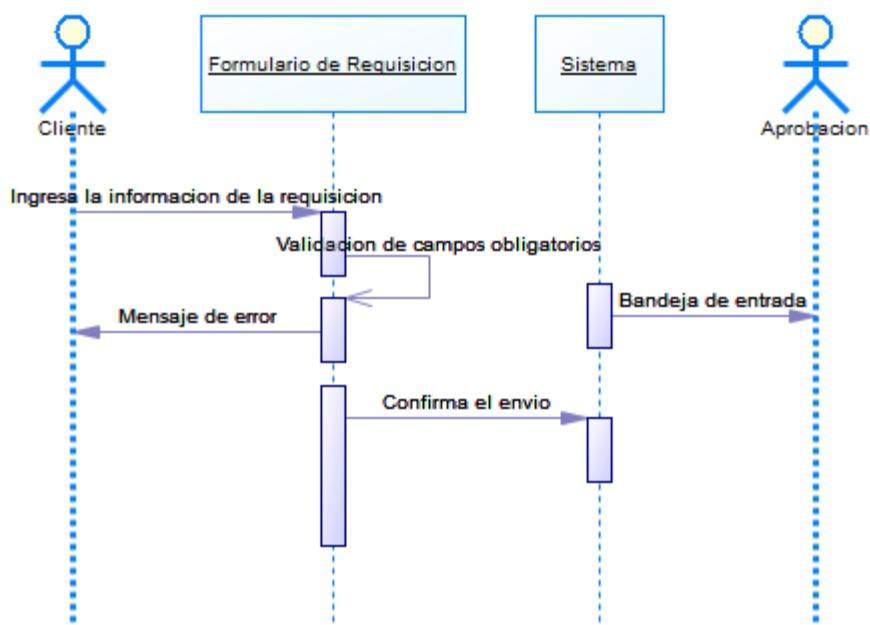 Formulario de Requisicion
Sistema
Cliente
Aprobacion
Ingresa la informacion de la requisicion
Validacion de campos obligatorios
Bandeja de entrada
Mensaje de error
Confirma el envio